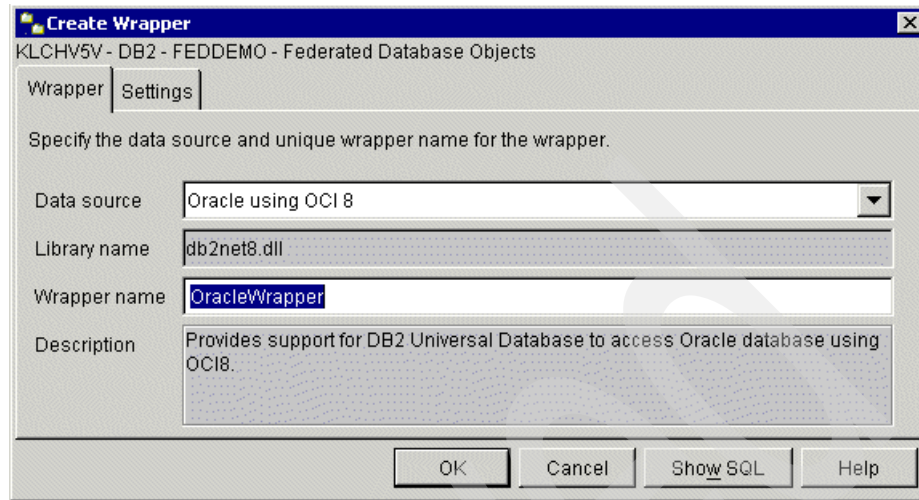 Create Wrapper
KLCHV5V - DB2 - FEDDEMO - Federated Database Objects
Wrapper Settings
Specify the data source and unique wrapper name for the wrapper.
Data source Oracle using OCI 8
Library name db2net8.dll
Wrapper name OracleWrapper
Description Provides support for DB2 Universal Database to access Oracle database using
OCI8.
OK Cancel Show SQL Help